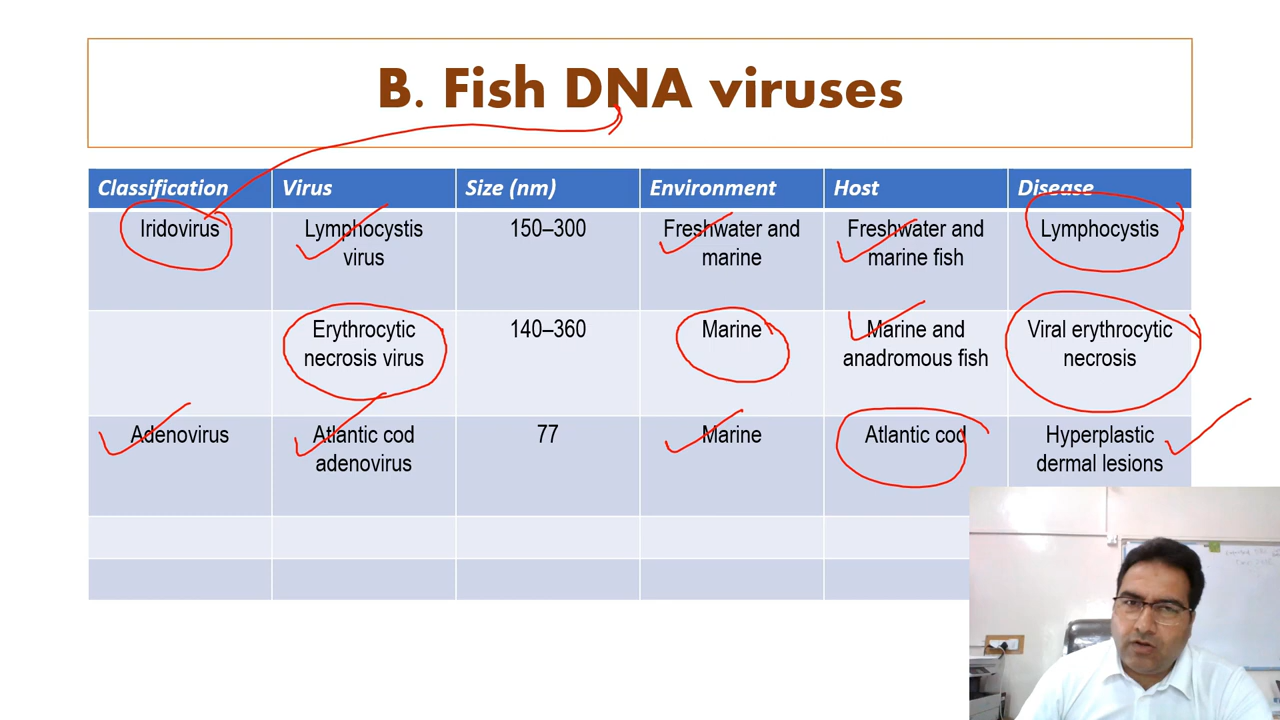 B. Fish DNA viruses
Classification Virus Size (nm) Environment Host Disease
Iridovirus Lymphocystis 150–300 Freshwater and Freshwater and Lymphocystis
virus marine marine fish
Erythrocytic 140–360 Marine Marine and Viral erythrocytic
necrosis virus anadromous fish necrosis
Adenovirus Atlantic cod 77 Marine Atlantic cod Hyperplastic
adenovirus dermal lesions